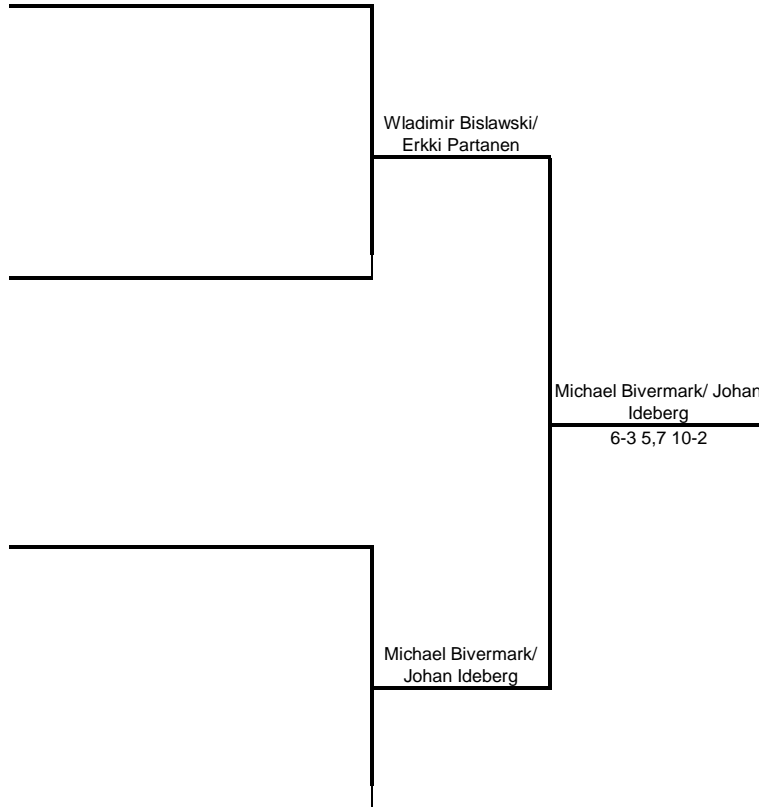 Wladimir Bislawski/
Erkki Partanen
Michael Bivermark/ Johan
Ideberg
6-3 5,7 10-2
Michael Bivermark/
Johan Ideberg